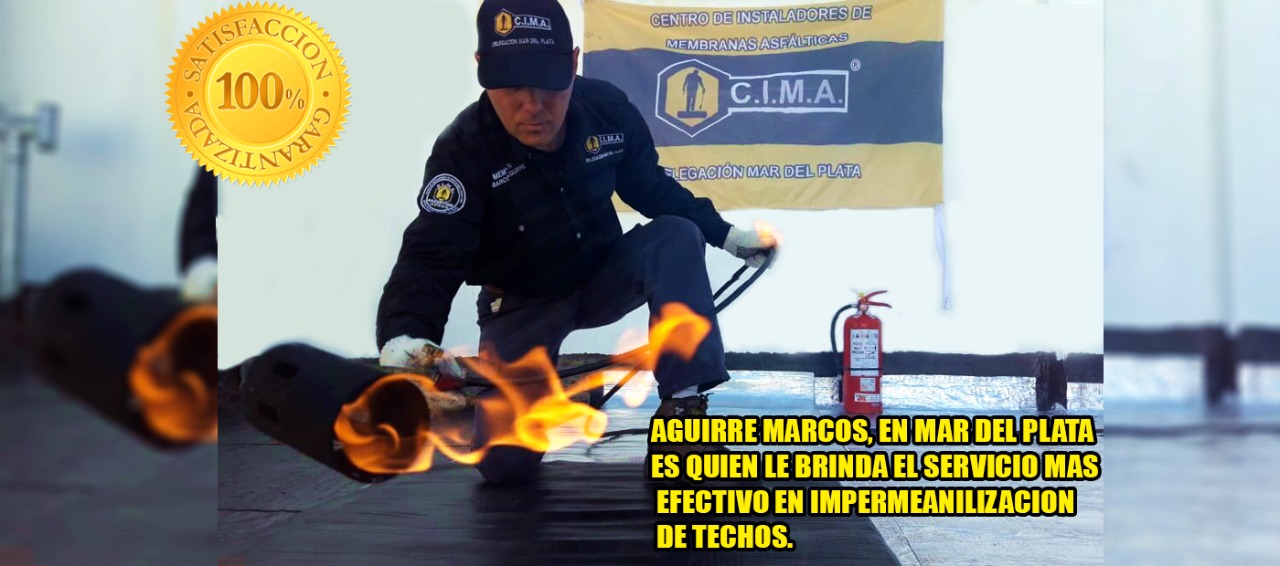 SATISFACCION
100%
GARANTIZADA
C.I.M.A.
DELEGACION MAR DEL PLATA
CENTRO DE INSTALADORES DE
MEMBRANAS ASFÁLTICAS
C.I.M.A.®
DELEGACIÓN MAR DEL PLATA
C.I.M.A.
AGUIRRE MARCOS, EN MAR DEL PLATA
ES QUIEN LE BRINDA EL SERVICIO MAS
EFECTIVO EN IMPERMEANILIZACION
DE TECHOS.